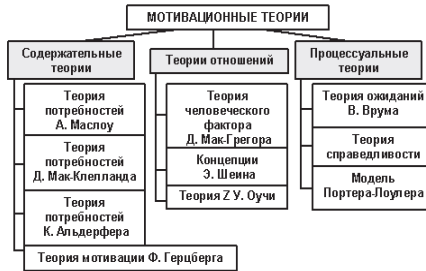 МОТИВАЦИОННЫЕ ТЕОРИИ
Содержательные
теории
Теория
потребностей
А. Маслоу
Теория
потребностей
Д. Мак-Клелланда
Теория
потребностей
К. Альдерфера
Теория мотивации Ф. Герцберга
Теории отношений
Теория
человеческого
фактора
Д. Мак-Грегора
Концепции
Э. Шеина
Теория Z У. Оучи
Процессуальные
теории
Теория ожиданий
В. Врума
Теория
справедливости
Модель
Портера-Лоулера